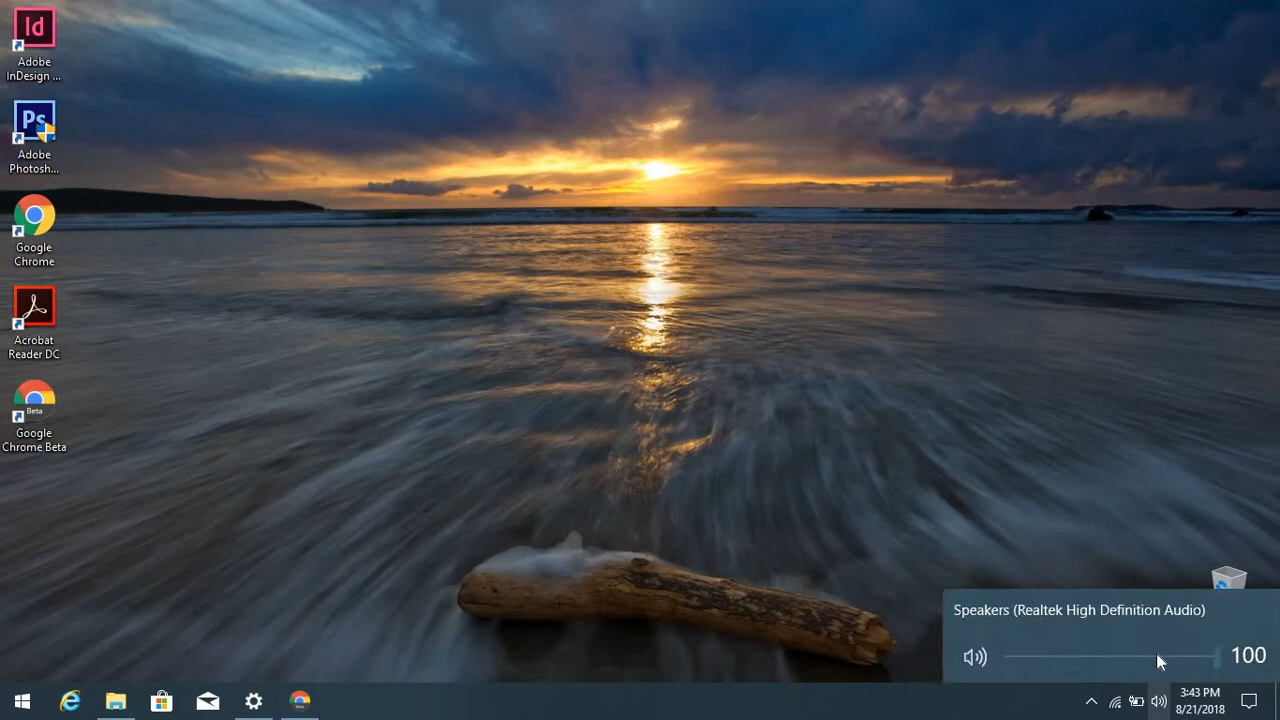 Id
Adobe
InDesign ...
Ps
Adobe
Photosh...
Google
Chrome
Acrobat
Reader DC
Beta
Google
Chrome Beta
Speakers (Realtek High Definition Audio)
100
3:43 PM
8/21/2018